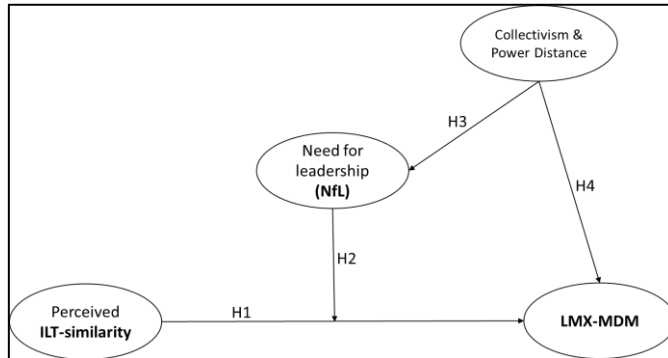 Collectivism &
Power Distance
H3
Need for
leadership
(NfL)
H4
H2
H1
Perceived
ILT-similarity
LMX-MDM